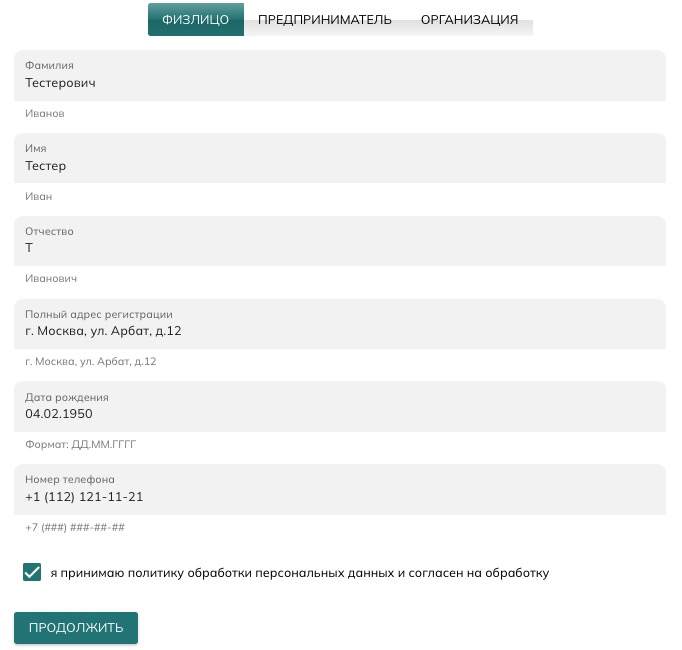 ФИЗЛИЦО ПРЕДПРИНИМАТЕЛЬ ОРГАНИЗАЦИЯ
Фамилия
Тестерович
Иванов
Имя
Тестер
Иван
Отчество
Т
Иванович
Полный адрес регистрации
г. Москва, ул. Арбат, д.12
г. Москва, ул. Арбат, д.12
Дата рождения
04.02.1950
Формат: ДД.ММ.ГГГГ
Номер телефона
+1 (112) 121-11-21
+7 (###) ###-##-##
я принимаю политику обработки персональных данных и согласен на обработку
ПРОДОЛЖИТЬ